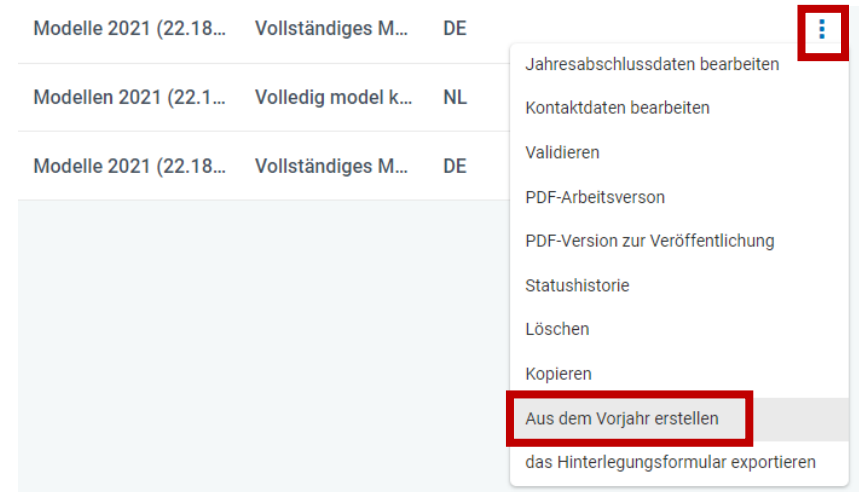 Modelle 2021 (22.18... Vollständiges M... DE
Jahresabschlussdaten bearbeiten
Modellen 2021 (22.1... Volledig model k... NL
Kontaktdaten bearbeiten
Validieren
Modelle 2021 (22.18... Vollständiges M... DE
PDF-Arbeitsverson
PDF-Version zur Veröffentlichung
Statushistorie
Löschen
Kopieren
Aus dem Vorjahr erstellen
das Hinterlegungsformular exportieren